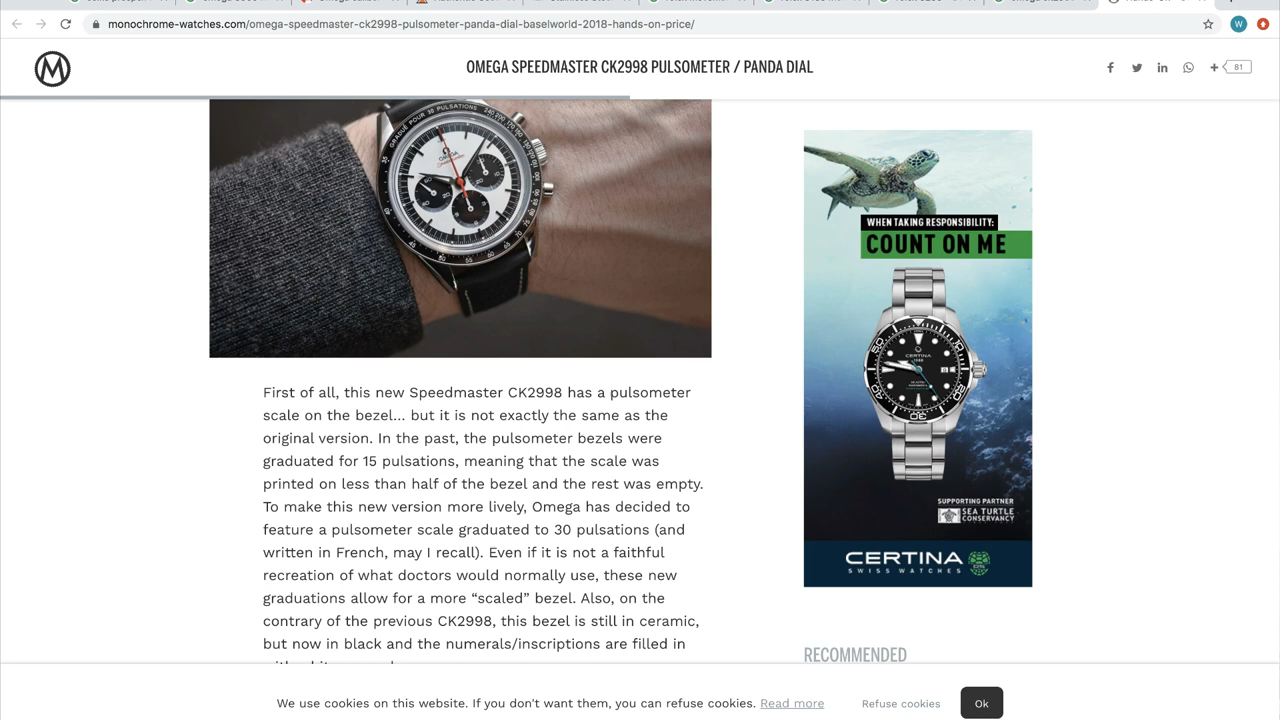 monochrome-watches.com/omega-speedmaster-ck2998-pulsometer-panda-dial-baselworld-2018-hands-on-price/
W
M
OMEGA SPEEDMASTER CK2998 PULSOMETER / PANDA DIAL
81
GRADUÉ POUR 30 PULSATIONS
OMEGA
Speedmaster
WHEN TAKING RESPONSIBILITY:
COUNT ON ME
CERTINA
SUPPORTING PARTNER
SEA TURTLE
CONSERVANCY
CERTINA
SWISS WATCHES
First of all, this new Speedmaster CK2998 has a pulsometer
scale on the bezel... but it is not exactly the same as the
original version. In the past, the pulsometer bezels were
graduated for 15 pulsations, meaning that the scale was
printed on less than half of the bezel and the rest was empty.
To make this new version more lively, Omega has decided to
feature a pulsometer scale graduated to 30 pulsations (and
written in French, may I recall). Even if it is not a faithful
recreation of what doctors would normally use, these new
graduations allow for a more “scaled” bezel. Also, on the
contrary of the previous CK2998, this bezel is still in ceramic,
but now in black and the numerals/inscriptions are filled in
RECOMMENDED
We use cookies on this website. If you don't want them, you can refuse cookies. Read more
Refuse cookies
Ok